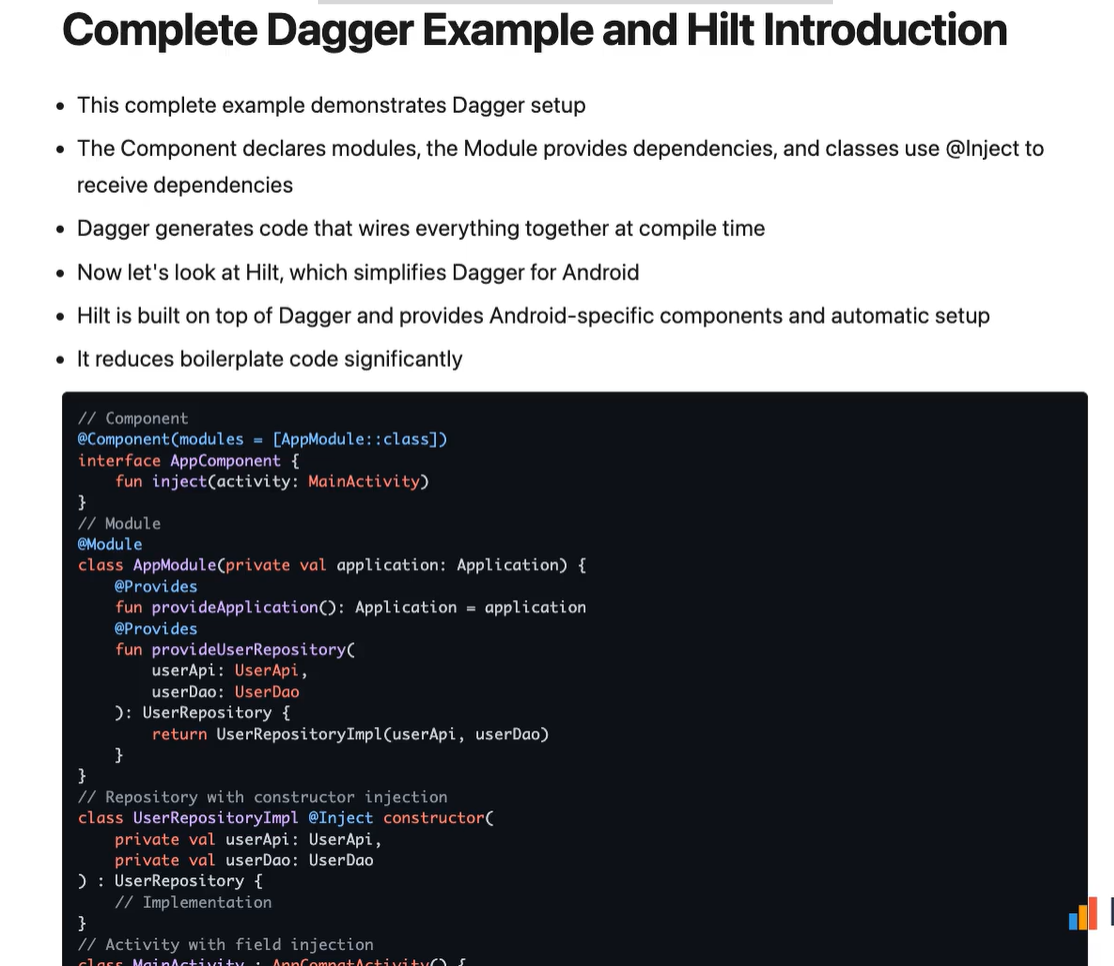 Complete Dagger Example and Hilt Introduction
• This complete example demonstrates Dagger setup
• The Component declares modules, the Module provides dependencies, and classes use @Inject to
receive dependencies
• Dagger generates code that wires everything together at compile time
• Now let's look at Hilt, which simplifies Dagger for Android
• Hilt is built on top of Dagger and provides Android-specific components and automatic setup
• It reduces boilerplate code significantly
// Component
@Component(modules = [AppModule::class])
interface AppComponent {
    fun inject(activity: MainActivity)
}
// Module
@Module
class AppModule(private val application: Application) {
    @Provides
    fun provideApplication(): Application = application
    @Provides
    fun provideUserRepository(
        userApi: UserApi,
        userDao: UserDao
    ): UserRepository {
        return UserRepositoryImpl(userApi, userDao)
    }
}
// Repository with constructor injection
class UserRepositoryImpl @Inject constructor(
    private val userApi: UserApi,
    private val userDao: UserDao
) : UserRepository {
    // Implementation
}
// Activity with field injection
class MainActivity : AppCompatActivity() {